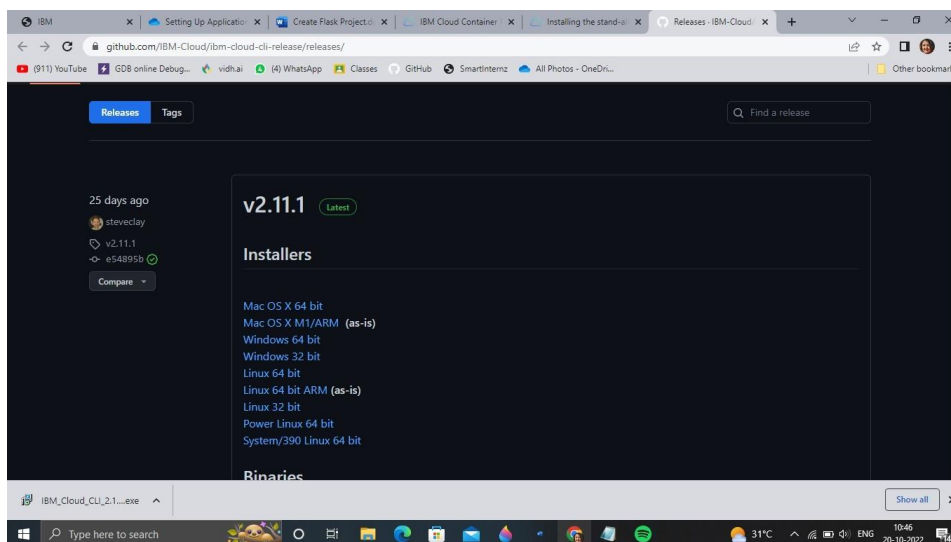 IBM
Setting Up Applicatio
Create Flask Project.d
IBM Cloud Container
Installing the stand-al
Releases · IBM-Cloud
github.com/IBM-Cloud/ibm-cloud-cli-release/releases/
(911) YouTube
GDB online Debug...
vidh.ai
(4) WhatsApp
Classes
GitHub
SmartInternz
All Photos - OneDri...
Other bookmar
Releases
Tags
Find a release
25 days ago
steveclay
v2.11.1
e54895b
Compare
v2.11.1
Latest
Installers
Mac OS X 64 bit
Mac OS X M1/ARM (as-is)
Windows 64 bit
Windows 32 bit
Linux 64 bit
Linux 64 bit ARM (as-is)
Linux 32 bit
Power Linux 64 bit
System/390 Linux 64 bit
Binaries
IBM_Cloud_CLI_2.1....exe
Show all
Type here to search
31°C
ENG
10:46
20-10-2022